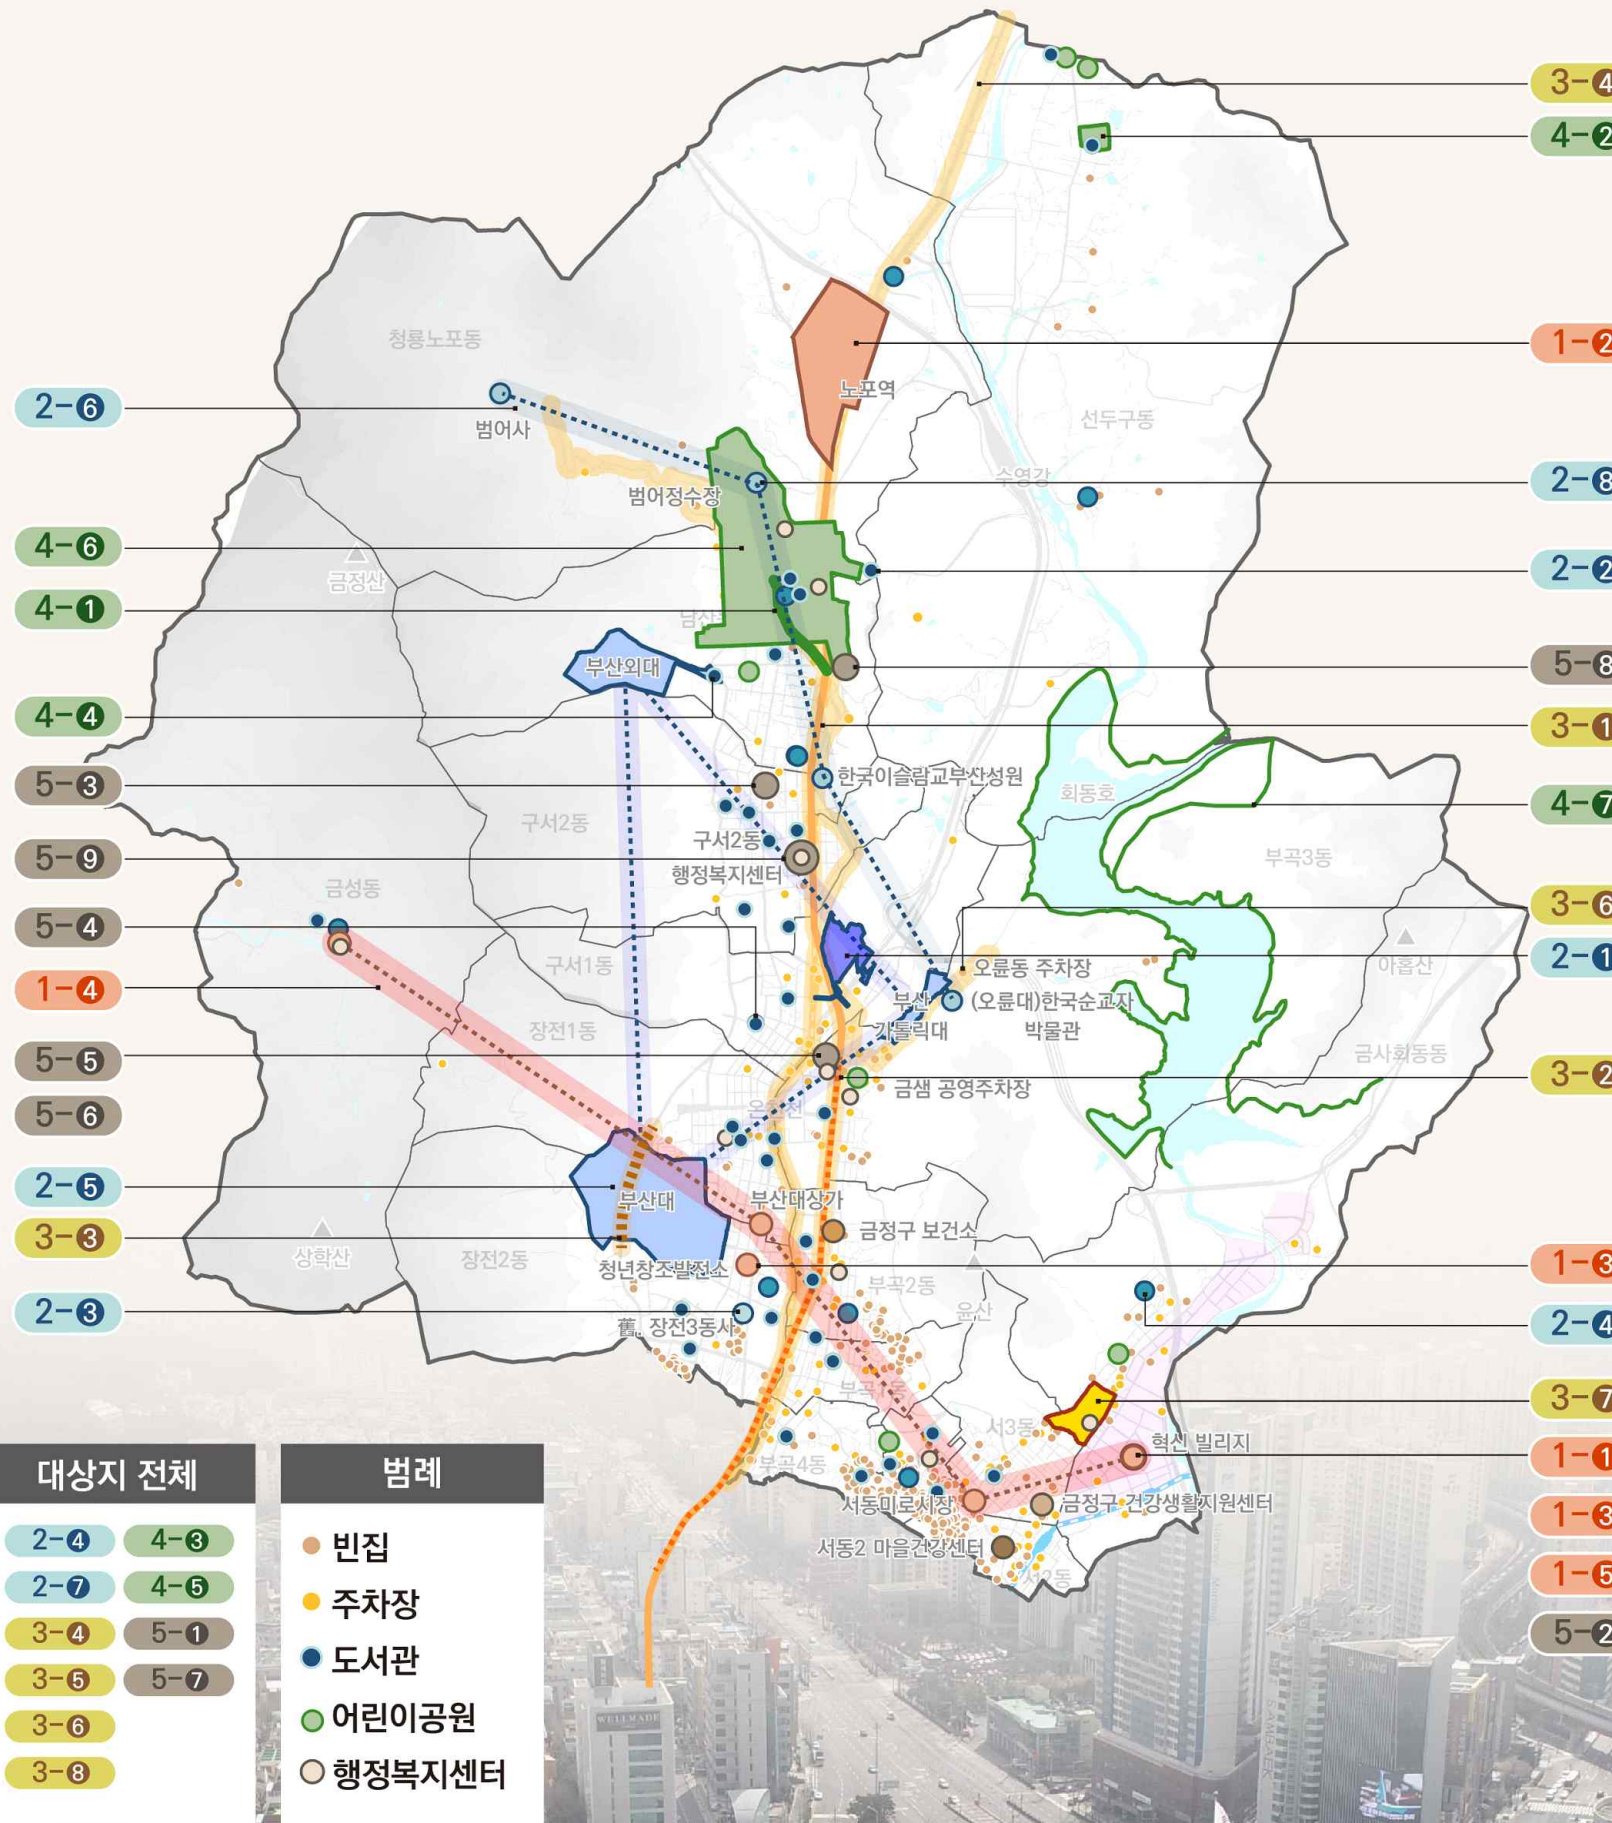 3-4
4-2
1-2
노포역
청룡노포동
선두구동
2-6
범어사
수영강
2-8
범어정수장
4-6
2-2
금정산
4-1
남산
부산외대
5-8
4-4
3-1
한국이슬람교부산성원
5-3
회동호
4-7
구서2동
구서2동
행정복지센터
5-9
부곡3동
금성동
3-6
5-4
2-1
구서1동
오륜동 주차장
아홉산
1-4
부산
가톨릭대
(오륜대)한국순교자
박물관
장전1동
5-5
금사회동동
3-2
금샘 공영주차장
5-6
온천천
2-5
부산대
부산대상가
3-3
금정구 보건소
상학산
장전2동
청년창조발전소
1-3
부곡2동
2-3
윤산
2-4
舊. 장전3동사
부곡1동
3-7
서3동
혁신 빌리지
1-1
부곡4동
서동미로시장
금정구 건강생활지원센터
1-3
서동2 마을건강센터
서2동
1-5
5-2
대상지 전체
2-4
4-3
2-7
4-5
3-4
5-1
3-5
5-7
3-6
3-8
범례
빈집
주차장
도서관
어린이공원
행정복지센터
WELLMADE